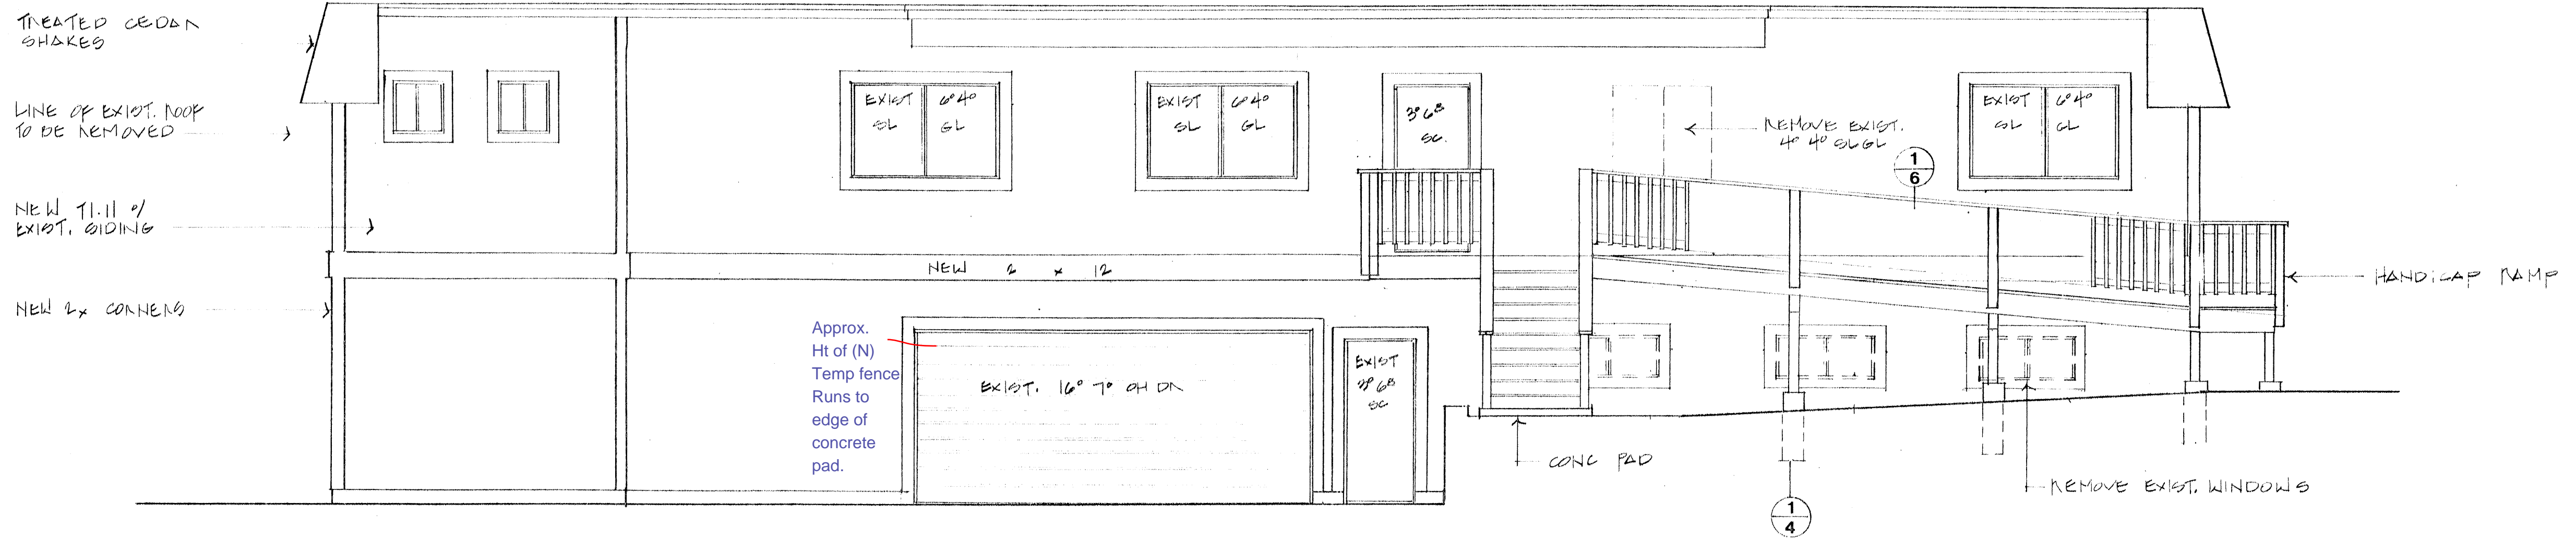 TREATED CEDAR
SHAKES
LINE OF EXIST. ROOF
TO BE REMOVED
NEW T1.11 o/
EXIST. SIDING
NEW 2x CORNERS
EXIST 6⁰4⁰
SL GL
EXIST 6⁰4⁰
SL GL
3⁰6⁸
SC.
REMOVE EXIST.
4⁰ 4⁰ SL GL
1
6
EXIST 6⁰4⁰
SL GL
NEW 2 x 12
HANDICAP RAMP
Approx.
Ht of (N)
Temp fence
Runs to
edge of
concrete
pad.
EXIST. 16⁰ 7⁰ OH DR
EXIST
3⁰6⁸
SC
CONC PAD
REMOVE EXIST. WINDOWS
1
4